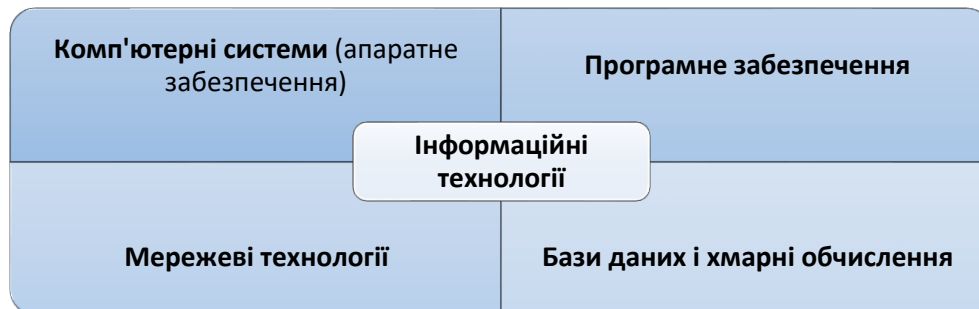 Комп'ютерні системи (апаратне
забезпечення)
Програмне забезпечення
Інформаційні
технології
Мережеві технології
Бази даних і хмарні обчислення